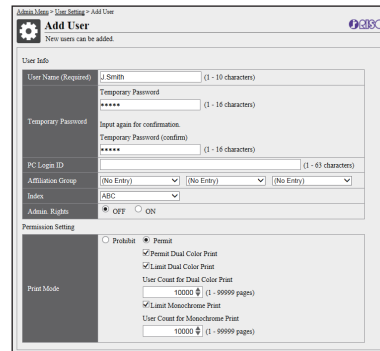 Admin Menu > User Setting > Add User
Add User
RISO
New users can be added.
User Info
User Name (Required) J.Smith (1 - 10 characters)
Temporary Password
Temporary Password
***** (1 - 16 characters)
Input again for confirmation.
Temporary Password (confirm)
***** (1 - 16 characters)
PC Login ID (1 - 63 characters)
Affiliation Group (No Entry) (No Entry) (No Entry)
Index ABC
Admin. Rights OFF ON
Permission Setting
Print Mode
Prohibit Permit
Permit Dual Color Print
Limit Dual Color Print
User Count for Dual Color Print
10000 (1 - 99999 pages)
Limit Monochrome Print
User Count for Monochrome Print
10000 (1 - 99999 pages)